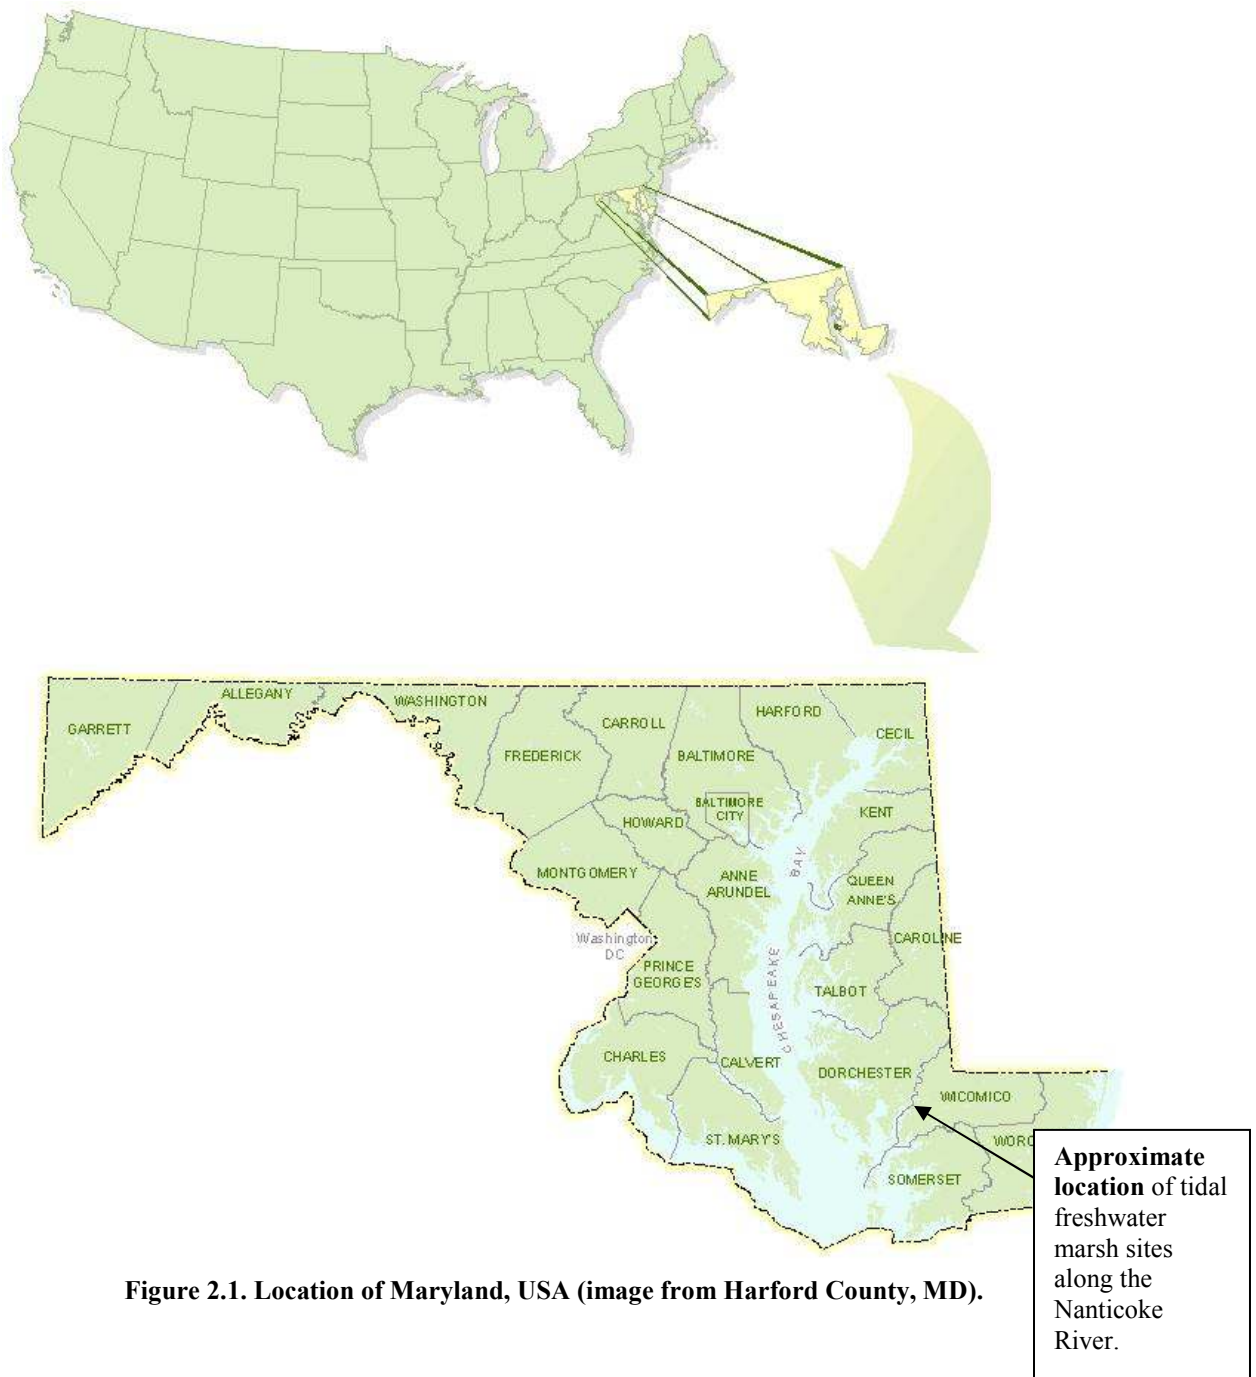 ALLEGANY
WASHINGTON
GARRETT
HARFORD
CARROLL
CECIL
FREDERICK
BALTIMORE
BALTIMORE
CITY
KENT
HOWARD
MONTGOMERY
BAY
ANNE
ARUNDEL
QUEEN
ANNE'S
Washington
DC
CAROLINE
PRINCE
GEORGE'S
TALBOT
CHESAPEAKE
CHARLES
CALVERT
DORCHESTER
WICOMICO
ST. MARY'S
WORC
SOMERSET
Approximate
location of tidal
freshwater
marsh sites
along the
Nanticoke
River.
Figure 2.1. Location of Maryland, USA (image from Harford County, MD).